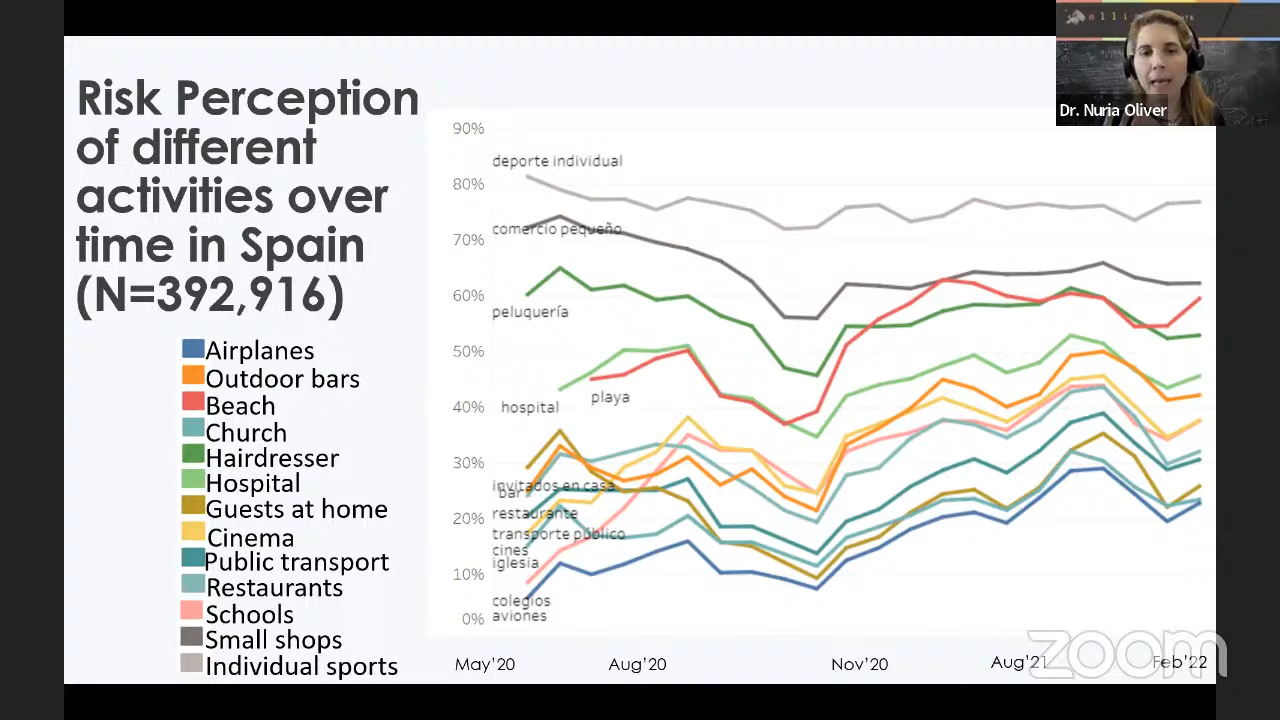 Risk Perception
of different
activities over
time in Spain
(N=392,916)
Airplanes
Outdoor bars
Beach
Church
Hairdresser
Hospital
Guests at home
Cinema
Public transport
Restaurants
Schools
Small shops
Individual sports
90%
80%
70%
60%
50%
40%
30%
20%
10%
0%
deporte individual
comercio pequeño
peluquería
playa
hospital
invitados en casa
bar
restaurante
transporte público
cines
iglesia
colegios
aviones
May'20
Aug'20
Nov'20
Aug'21
Feb'22
Dr. Nuria Oliver
zoom